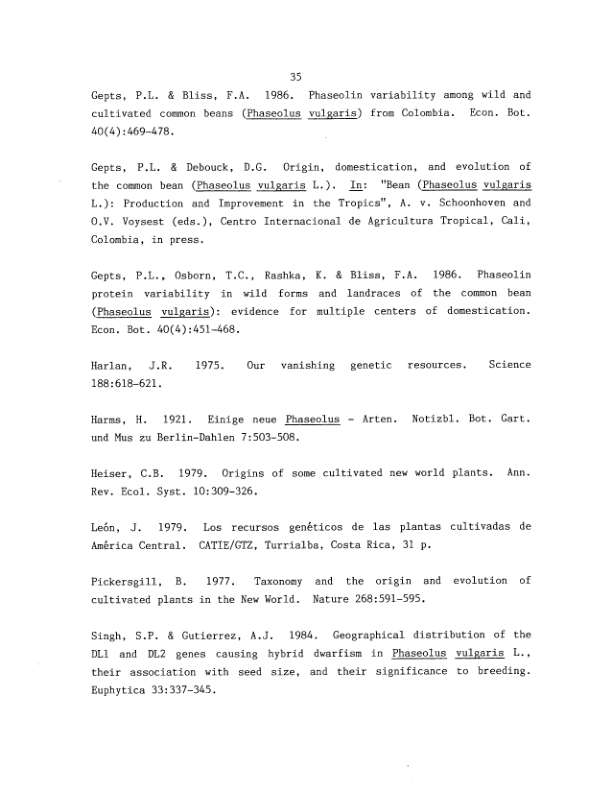 35
Gepts, P.L. & Bliss, F.A. 1986. Phaseolin variability among wild and
cultivated common beans (Phaseolus vulgaris) from Colombia. Econ. Bot.
40(4):469-478.
Gepts, P.L. & Debouck, D.G. Origin, domestication, and evolution of
the common bean (Phaseolus vulgaris L.). In: "Bean (Phaseolus vulgaris
L.): Production and Improvement in the Tropics", A. v. Schoonhoven and
O.V. Voysest (eds.), Centro Internacional de Agricultura Tropical, Cali,
Colombia, in press.
Gepts, P.L., Osborn, T.C., Rashka, K. & Bliss, F.A. 1986. Phaseolin
protein variability in wild forms and landraces of the common bean
(Phaseolus vulgaris): evidence for multiple centers of domestication.
Econ. Bot. 40(4):451-468.
Harlan, J.R. 1975. Our vanishing genetic resources. Science
188:618-621.
Harms, H. 1921. Einige neue Phaseolus - Arten. Notizbl. Bot. Gart.
und Mus zu Berlin-Dahlen 7:503-508.
Heiser, C.B. 1979. Origins of some cultivated new world plants. Ann.
Rev. Ecol. Syst. 10:309-326.
León, J. 1979. Los recursos genéticos de las plantas cultivadas de
América Central. CATIE/GTZ, Turrialba, Costa Rica, 31 p.
Pickersgill, B. 1977. Taxonomy and the origin and evolution of
cultivated plants in the New World. Nature 268:591-595.
Singh, S.P. & Gutierrez, A.J. 1984. Geographical distribution of the
DL1 and DL2 genes causing hybrid dwarfism in Phaseolus vulgaris L.,
their association with seed size, and their significance to breeding.
Euphytica 33:337-345.